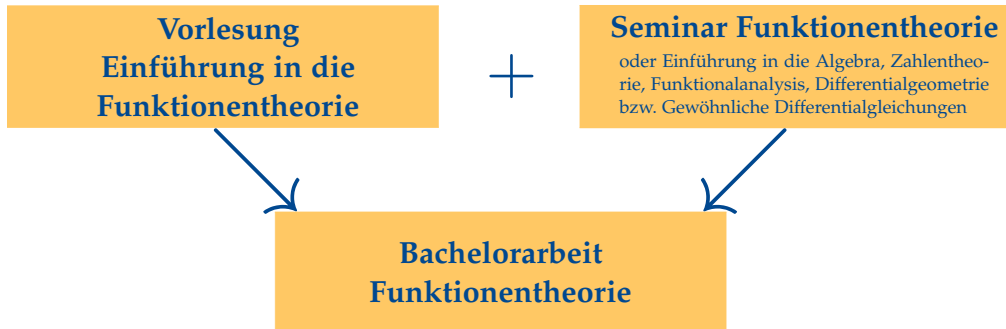 Vorlesung
Einführung in die
Funktionentheorie
+
Seminar Funktionentheorie
oder Einführung in die Algebra, Zahlentheo-
rie, Funktionalanalysis, Differentialgeometrie
bzw. Gewöhnliche Differentialgleichungen
Bachelorarbeit
Funktionentheorie